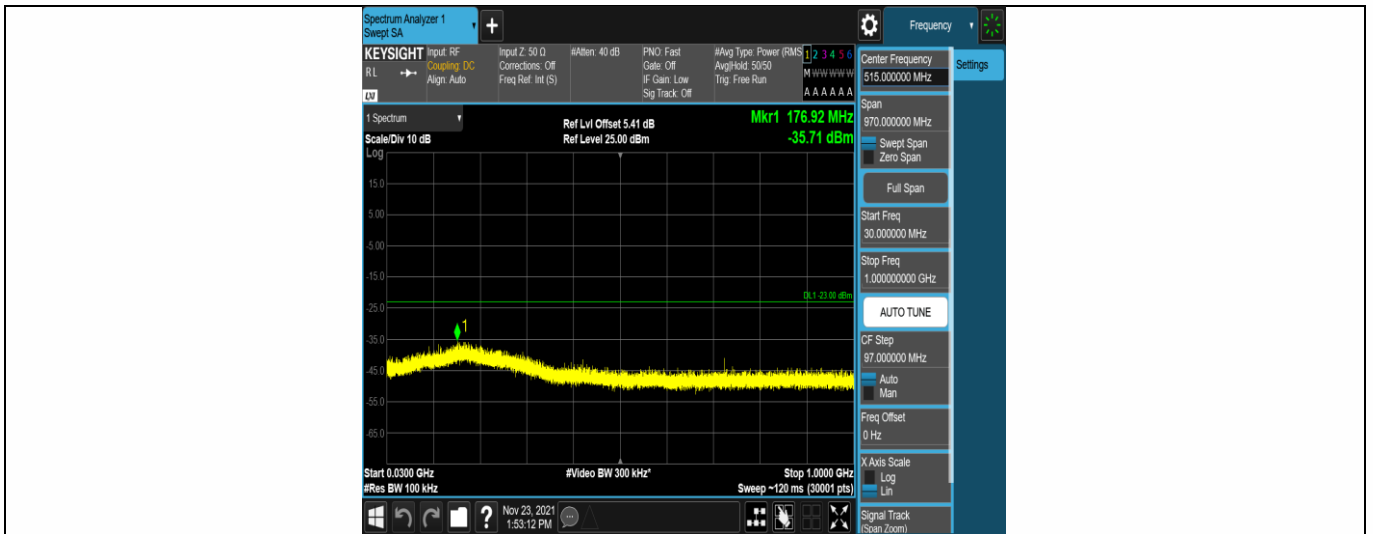 Spectrum Analyzer 1
Swept SA
+
Frequency
KEYSIGHT
RL
LXI
Input: RF
Coupling: DC
Align: Auto
Input Z: 50 Ω
Corrections: Off
Freq Ref: Int (S)
#Atten: 40 dB
PNO: Fast
Gate: Off
IF Gain: Low
Sig Track: Off
#Avg Type: Power (RMS
Avg|Hold: 50/50
Trig: Free Run
1 2 3 4 5 6
M W W W W W
A A A A A A
1 Spectrum
Scale/Div 10 dB
Log
Ref Lvl Offset 5.41 dB
Ref Level 25.00 dBm
Mkr1 176.92 MHz
-35.71 dBm
15.0
5.00
-5.00
-15.0
DL1 -23.00 dBm
-25.0
1
-35.0
-45.0
-55.0
-65.0
Start 0.0300 GHz
#Res BW 100 kHz
#Video BW 300 kHz*
Stop 1.0000 GHz
Sweep ~120 ms (30001 pts)
?
Nov 23, 2021
1:53:12 PM
Center Frequency
515.000000 MHz
Settings
Span
970.000000 MHz
Swept Span
Zero Span
Full Span
Start Freq
30.000000 MHz
Stop Freq
1.000000000 GHz
AUTO TUNE
CF Step
97.000000 MHz
Auto
Man
Freq Offset
0 Hz
X Axis Scale
Log
Lin
Signal Track
(Span Zoom)